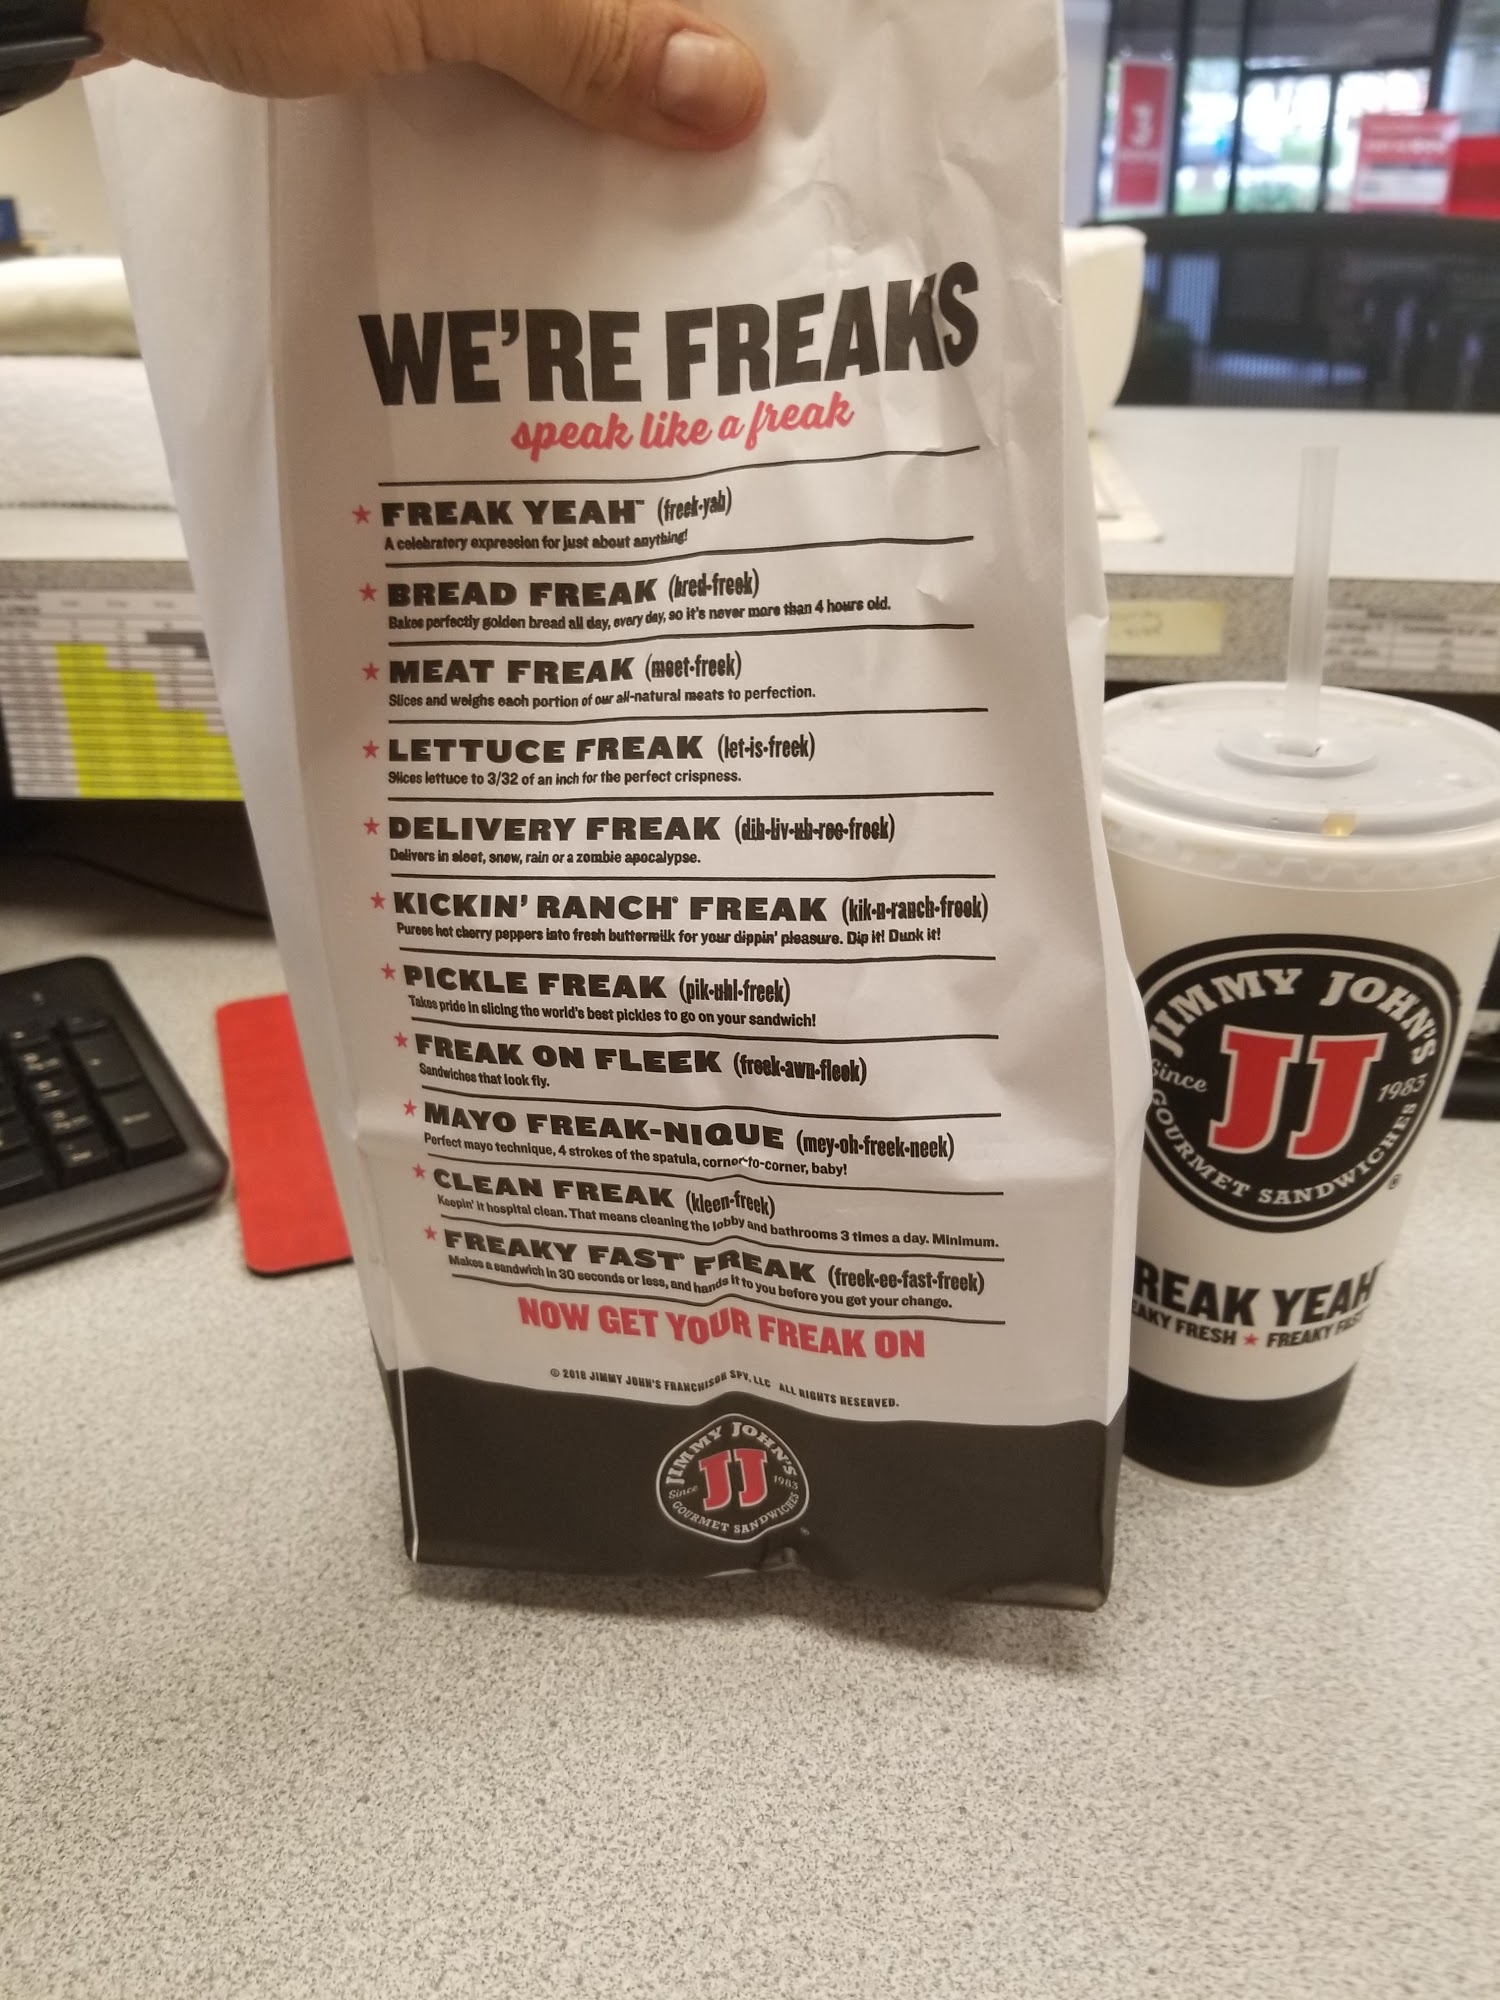 WE'RE FREAKS
speak like a freak
★ FREAK YEAH™ (freek-yah)
A celebratory expression for just about anything!
★ BREAD FREAK (bred-freek)
Bakes perfectly golden bread all day, every day, so it's never more than 4 hours old.
★ MEAT FREAK (meet-freek)
Slices and weighs each portion of our all-natural meats to perfection.
★ LETTUCE FREAK (let-is-freek)
Slices lettuce to 3/32 of an inch for the perfect crispness.
★ DELIVERY FREAK (dih-liv-uh-ree-freek)
Delivers in sleet, snow, rain or a zombie apocalypse.
★ KICKIN' RANCH® FREAK (kik-n-ranch-freek)
Purees hot cherry peppers into fresh buttermilk for your dippin' pleasure. Dip it! Dunk it!
★ PICKLE FREAK (pik-uhl-freek)
Takes pride in slicing the world's best pickles to go on your sandwich!
★ FREAK ON FLEEK (freek-awn-fleek)
Sandwiches that look fly.
★ MAYO FREAK-NIQUE (mey-oh-freek-neek)
Perfect mayo technique, 4 strokes of the spatula, corner-to-corner, baby!
★ CLEAN FREAK (kleen-freek)
Keepin' it hospital clean. That means cleaning the lobby and bathrooms 3 times a day. Minimum.
★ FREAKY FAST® FREAK (freek-ee-fast-freek)
Makes a sandwich in 30 seconds or less, and hands it to you before you get your change.
NOW GET YOUR FREAK ON
© 2018 JIMMY JOHN'S FRANCHISOR SPV, LLC ALL RIGHTS RESERVED.
JIMMY JOHN'S
Since JJ 1983
GOURMET SANDWICHES®
JIMMY JOHN'S
Since JJ 1983
GOURMET SANDWICHES®
REAK YEAH
EAKY FRESH ★ FREAKY FAS
3